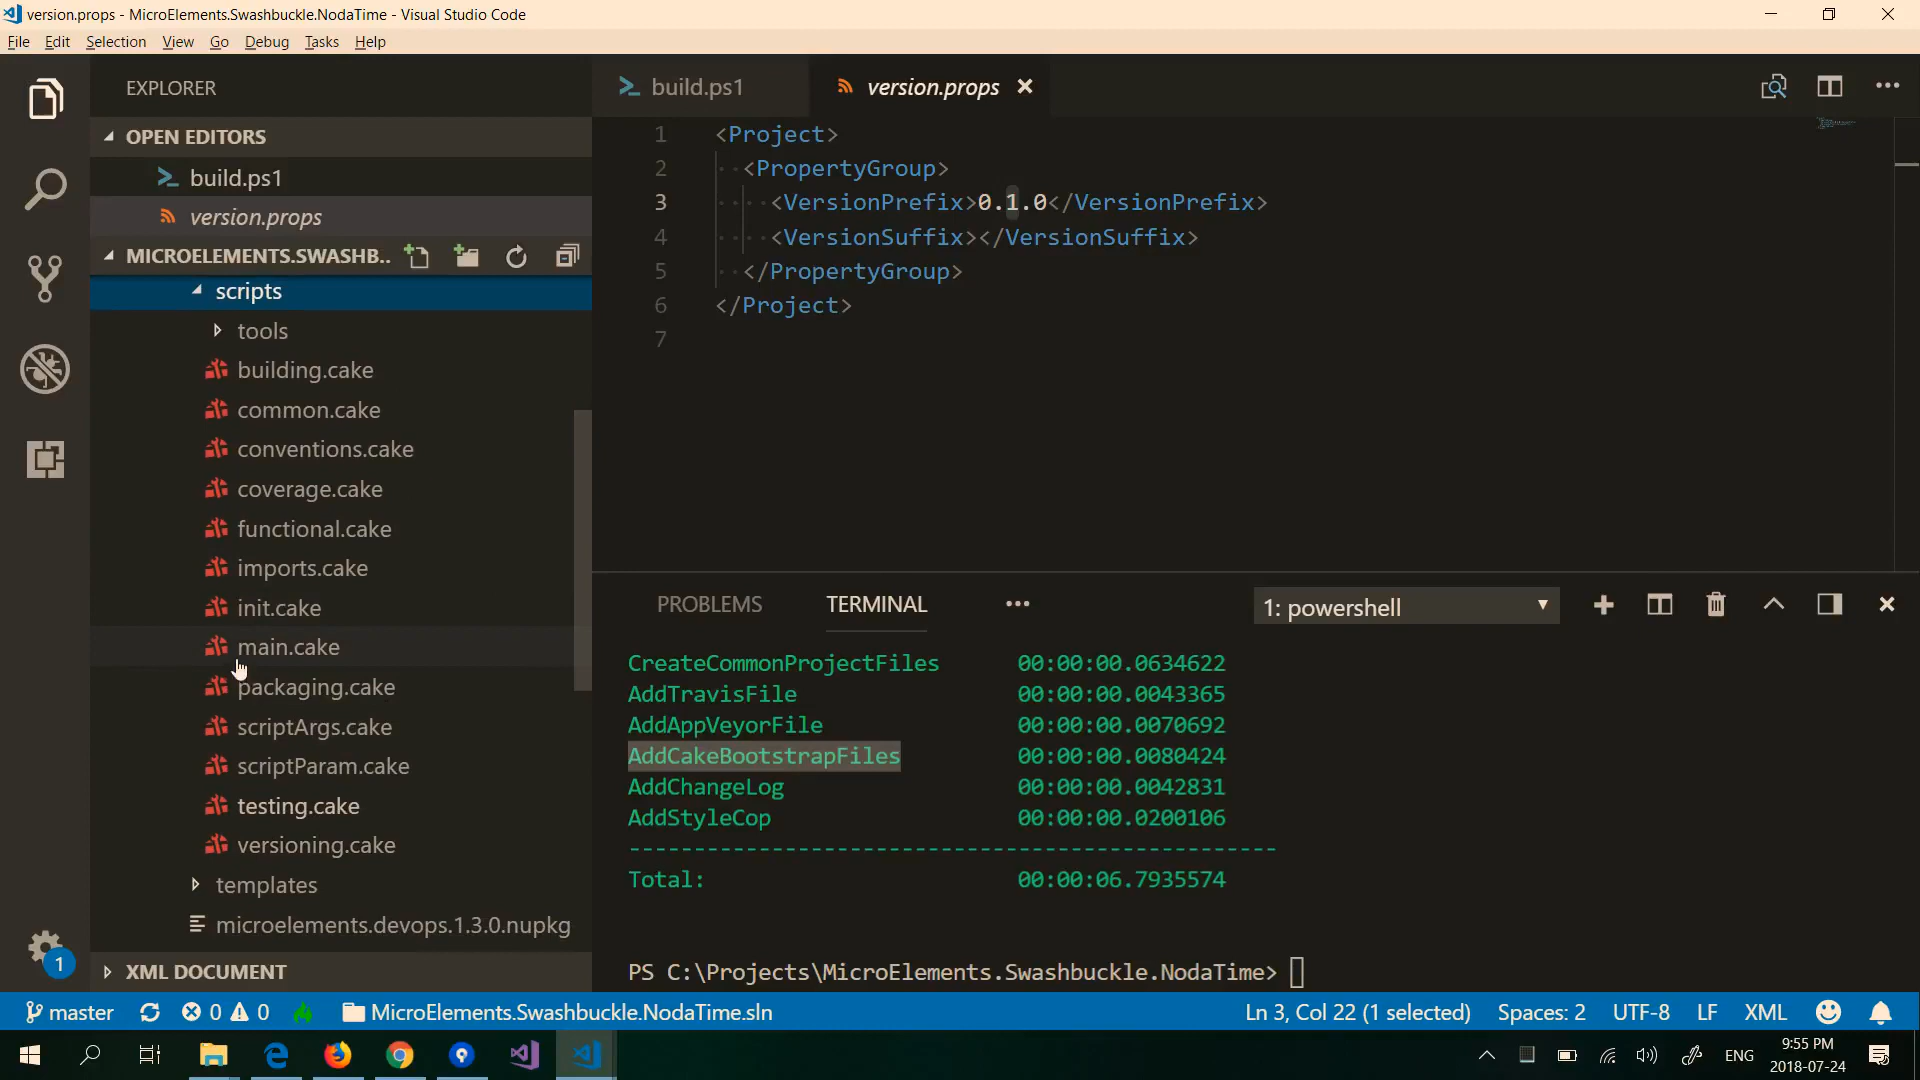 version.props - MicroElements.Swashbuckle.NodaTime - Visual Studio Code
File Edit Selection View Go Debug Tasks Help
EXPLORER
OPEN EDITORS
build.ps1
version.props
MICROELEMENTS.SWASHB..
scripts
tools
building.cake
common.cake
conventions.cake
coverage.cake
functional.cake
imports.cake
init.cake
main.cake
packaging.cake
scriptArgs.cake
scriptParam.cake
testing.cake
versioning.cake
templates
microelements.devops.1.3.0.nupkg
XML DOCUMENT
1
build.ps1 version.props
1 <Project>
2 <PropertyGroup>
3 <VersionPrefix>0.1.0</VersionPrefix>
4 <VersionSuffix></VersionSuffix>
5 </PropertyGroup>
6 </Project>
7
PROBLEMS TERMINAL 1: powershell
CreateCommonProjectFiles 00:00:00.0634622
AddTravisFile 00:00:00.0043365
AddAppVeyorFile 00:00:00.0070692
AddCakeBootstrapFiles 00:00:00.0080424
AddChangeLog 00:00:00.0042831
AddStyleCop 00:00:00.0200106
--------------------------------------------------
Total: 00:00:06.7935574
PS C:\Projects\MicroElements.Swashbuckle.NodaTime>
master 0 0 MicroElements.Swashbuckle.NodaTime.sln Ln 3, Col 22 (1 selected) Spaces: 2 UTF-8 LF XML
ENG 9:55 PM
2018-07-24